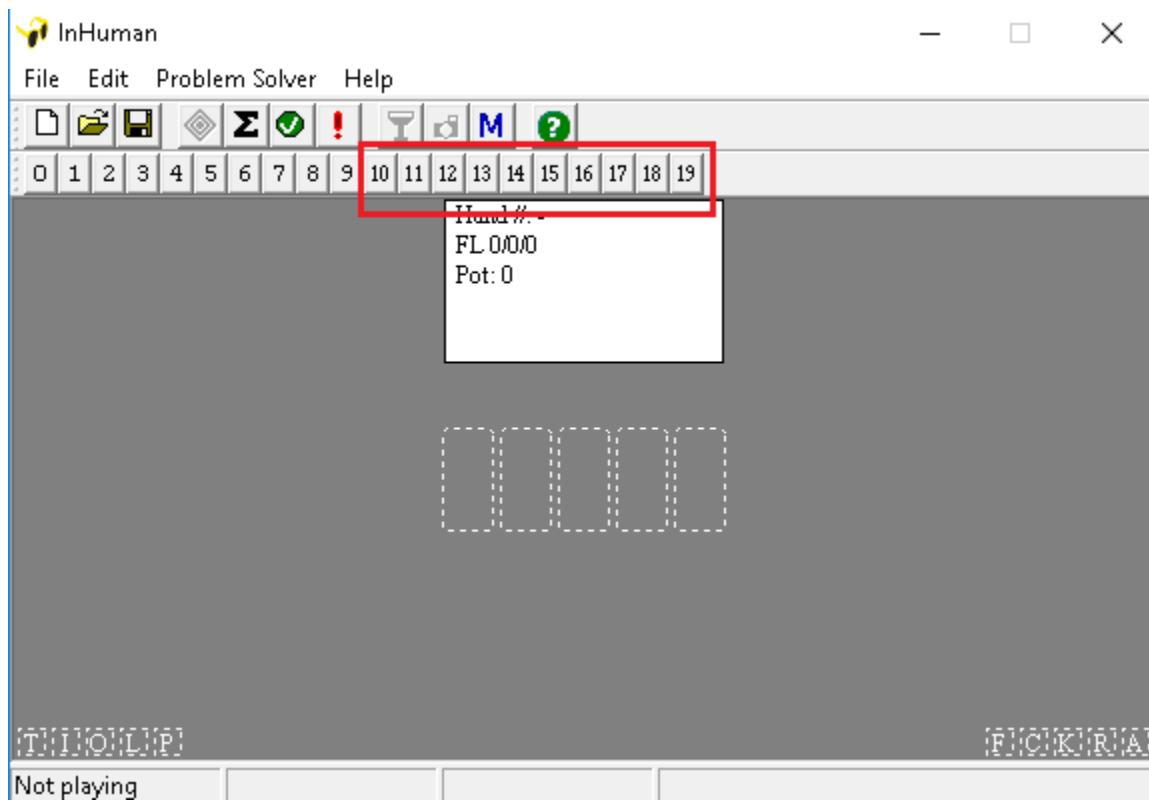 InHuman
File Edit Problem Solver Help
M ?
0 1 2 3 4 5 6 7 8 9 10 11 12 13 14 15 16 17 18 19
Hand #: -
FL 0/0/0
Pot: 0
T I O L P F C K R A
Not playing